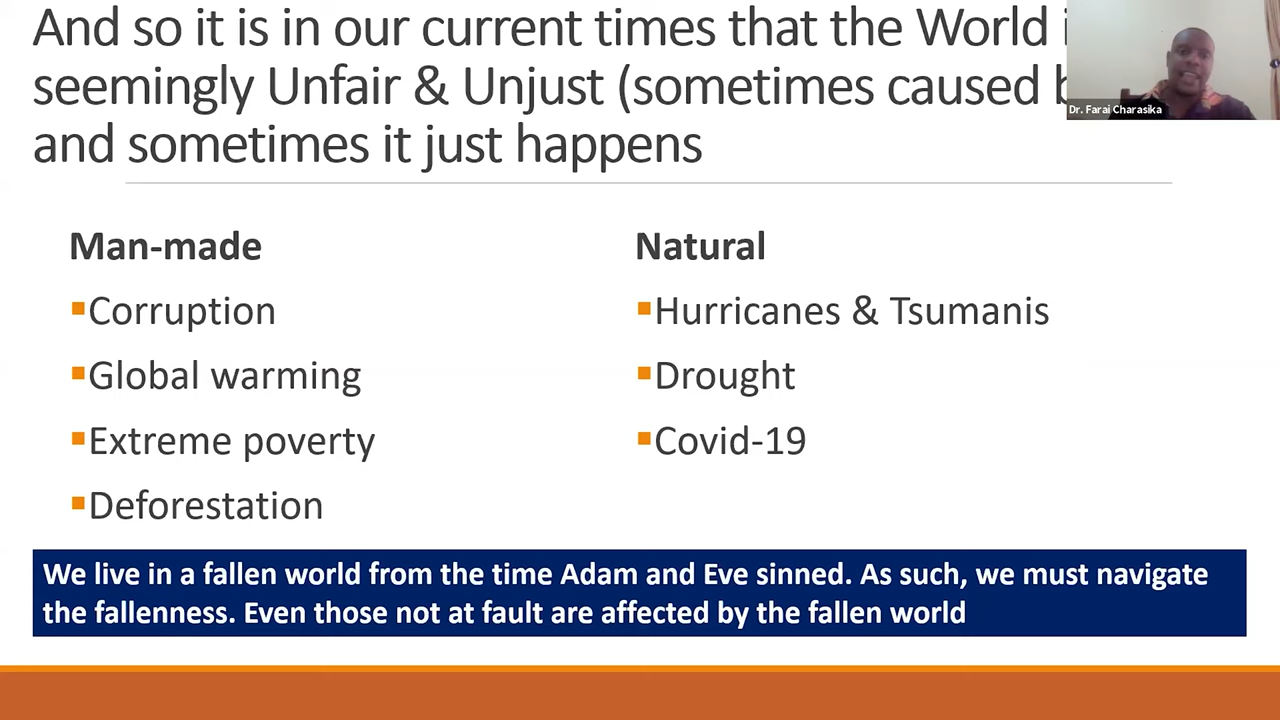 And so it is in our current times that the World
seemingly Unfair & Unjust (sometimes caused
and sometimes it just happens
Dr. Farai Charasika
Man-made
Natural
▪Corruption
▪Hurricanes & Tsumanis
▪Global warming
▪Drought
▪Extreme poverty
▪Covid-19
▪Deforestation
We live in a fallen world from the time Adam and Eve sinned. As such, we must navigate
the fallenness. Even those not at fault are affected by the fallen world